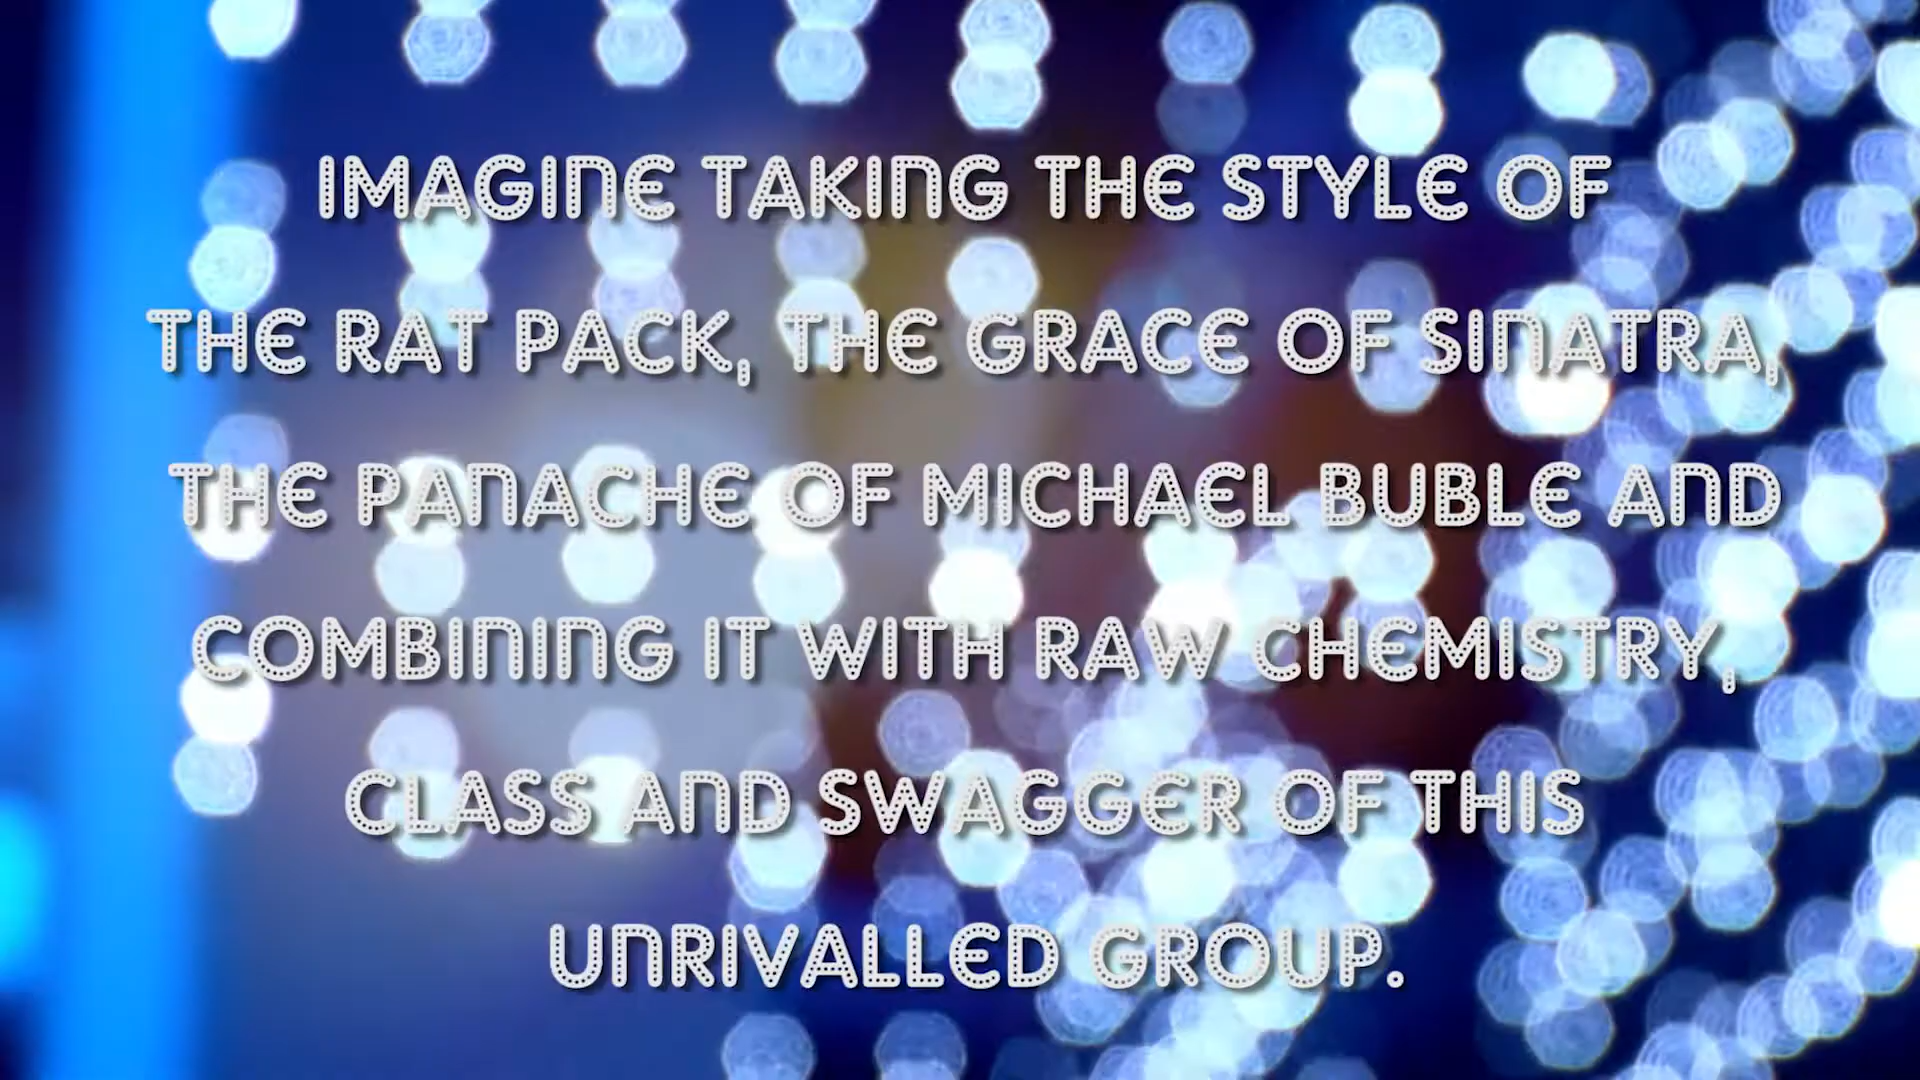 IMAGINE TAKING THE STYLE OF
THE RAT PACK, THE GRACE OF SINATRA,
THE PANACHE OF MICHAEL BUBLE AND
COMBINING IT WITH RAW CHEMISTRY,
CLASS AND SWAGGER OF THIS
UNRIVALLED GROUP.